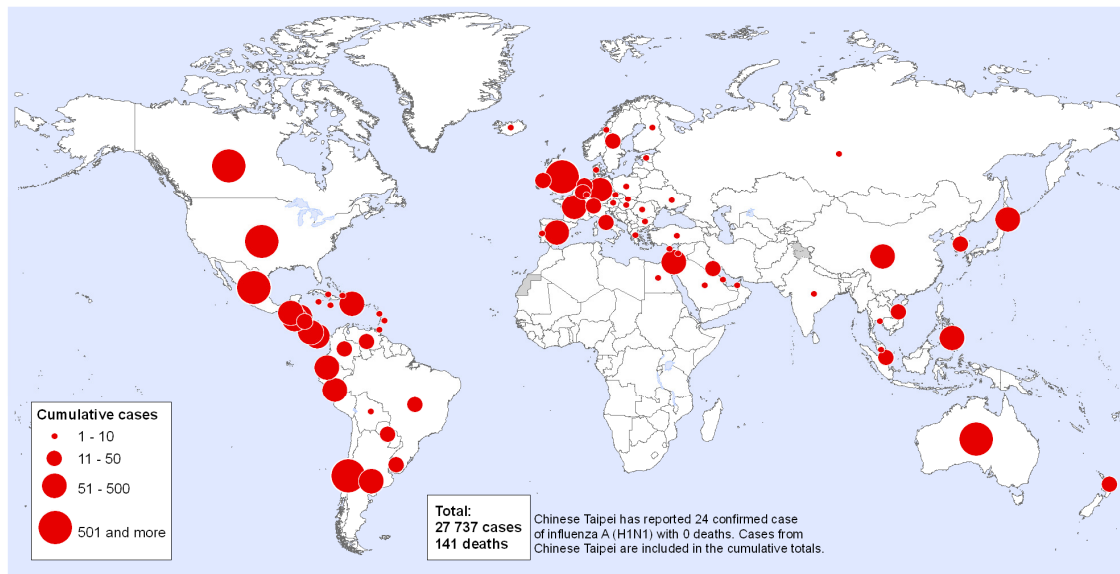 Cumulative cases
1 - 10
11 - 50
51 - 500
501 and more
Total:
27 737 cases
141 deaths
Chinese Taipei has reported 24 confirmed case
of influenza A (H1N1) with 0 deaths. Cases from
Chinese Taipei are included in the cumulative totals.